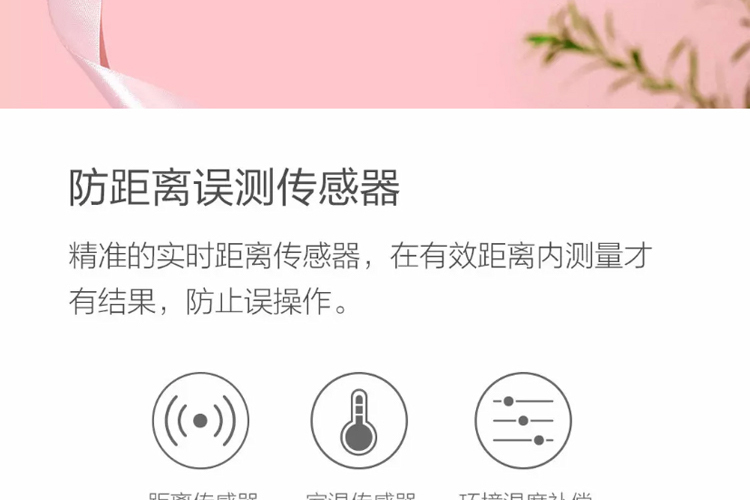 防距离误测传感器
精准的实时距离传感器，在有效距离内测量才
有结果，防止误操作。
距离传感器 室温传感器 环境温度补偿